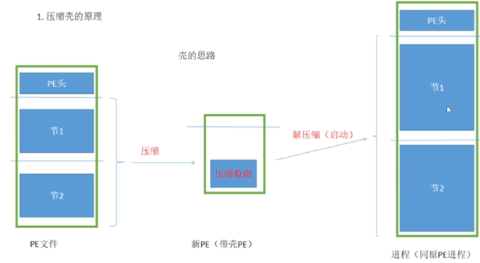 1. 压缩壳的原理
壳的思路
PE头
节1
节2
PE文件
压缩
压缩数据
新PE（带壳PE）
解压缩（启动）
PE头
节1
节2
进程（同原PE进程）